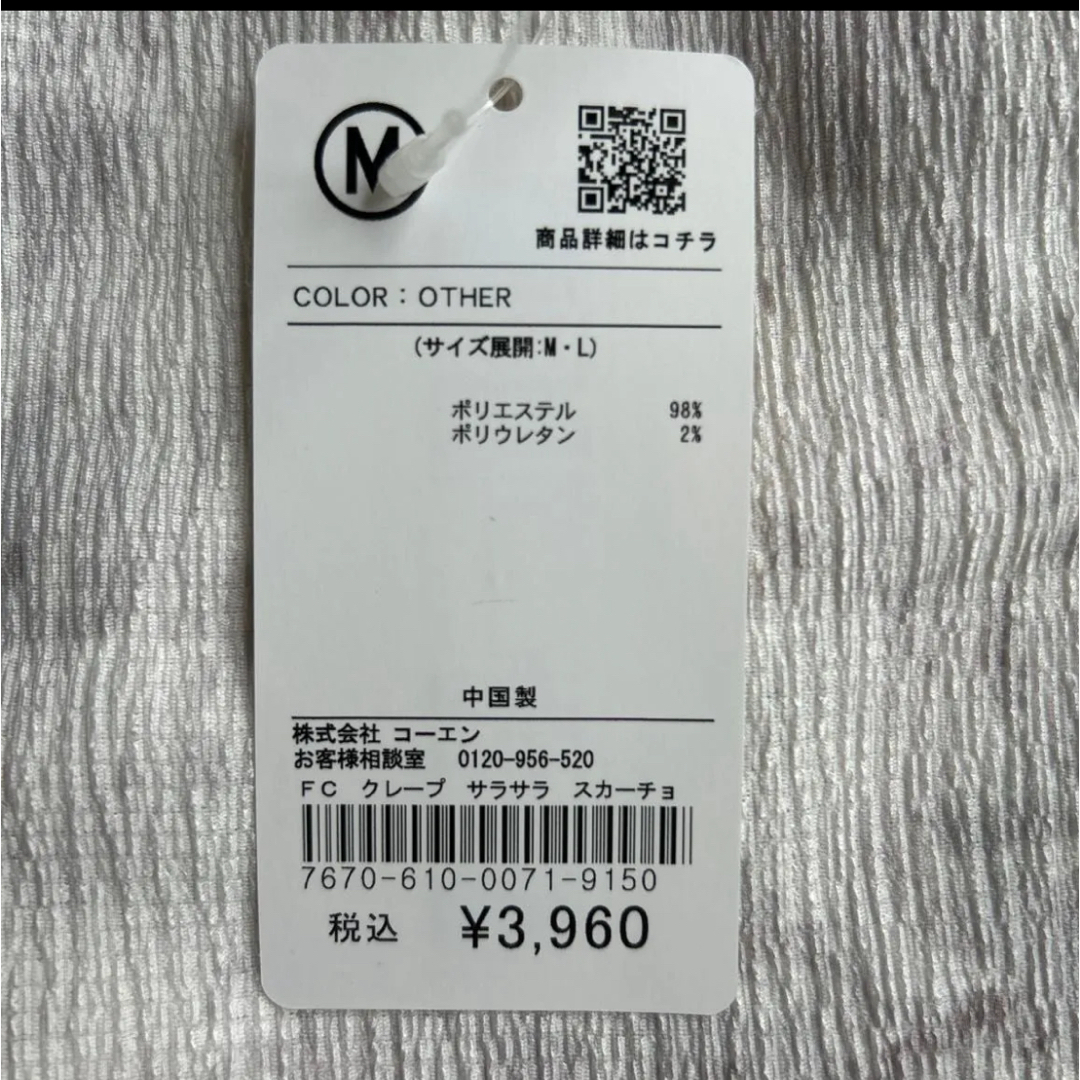 M
商品詳細はコチラ
COLOR：OTHER
(サイズ展開:M・L)
ポリエステル 98%
ポリウレタン 2%
中国製
株式会社 コーエン
お客様相談室 0120-956-520
ＦＣ クレープ サラサラ スカーチョ
7670-610-0071-9150
税込 ¥3,960